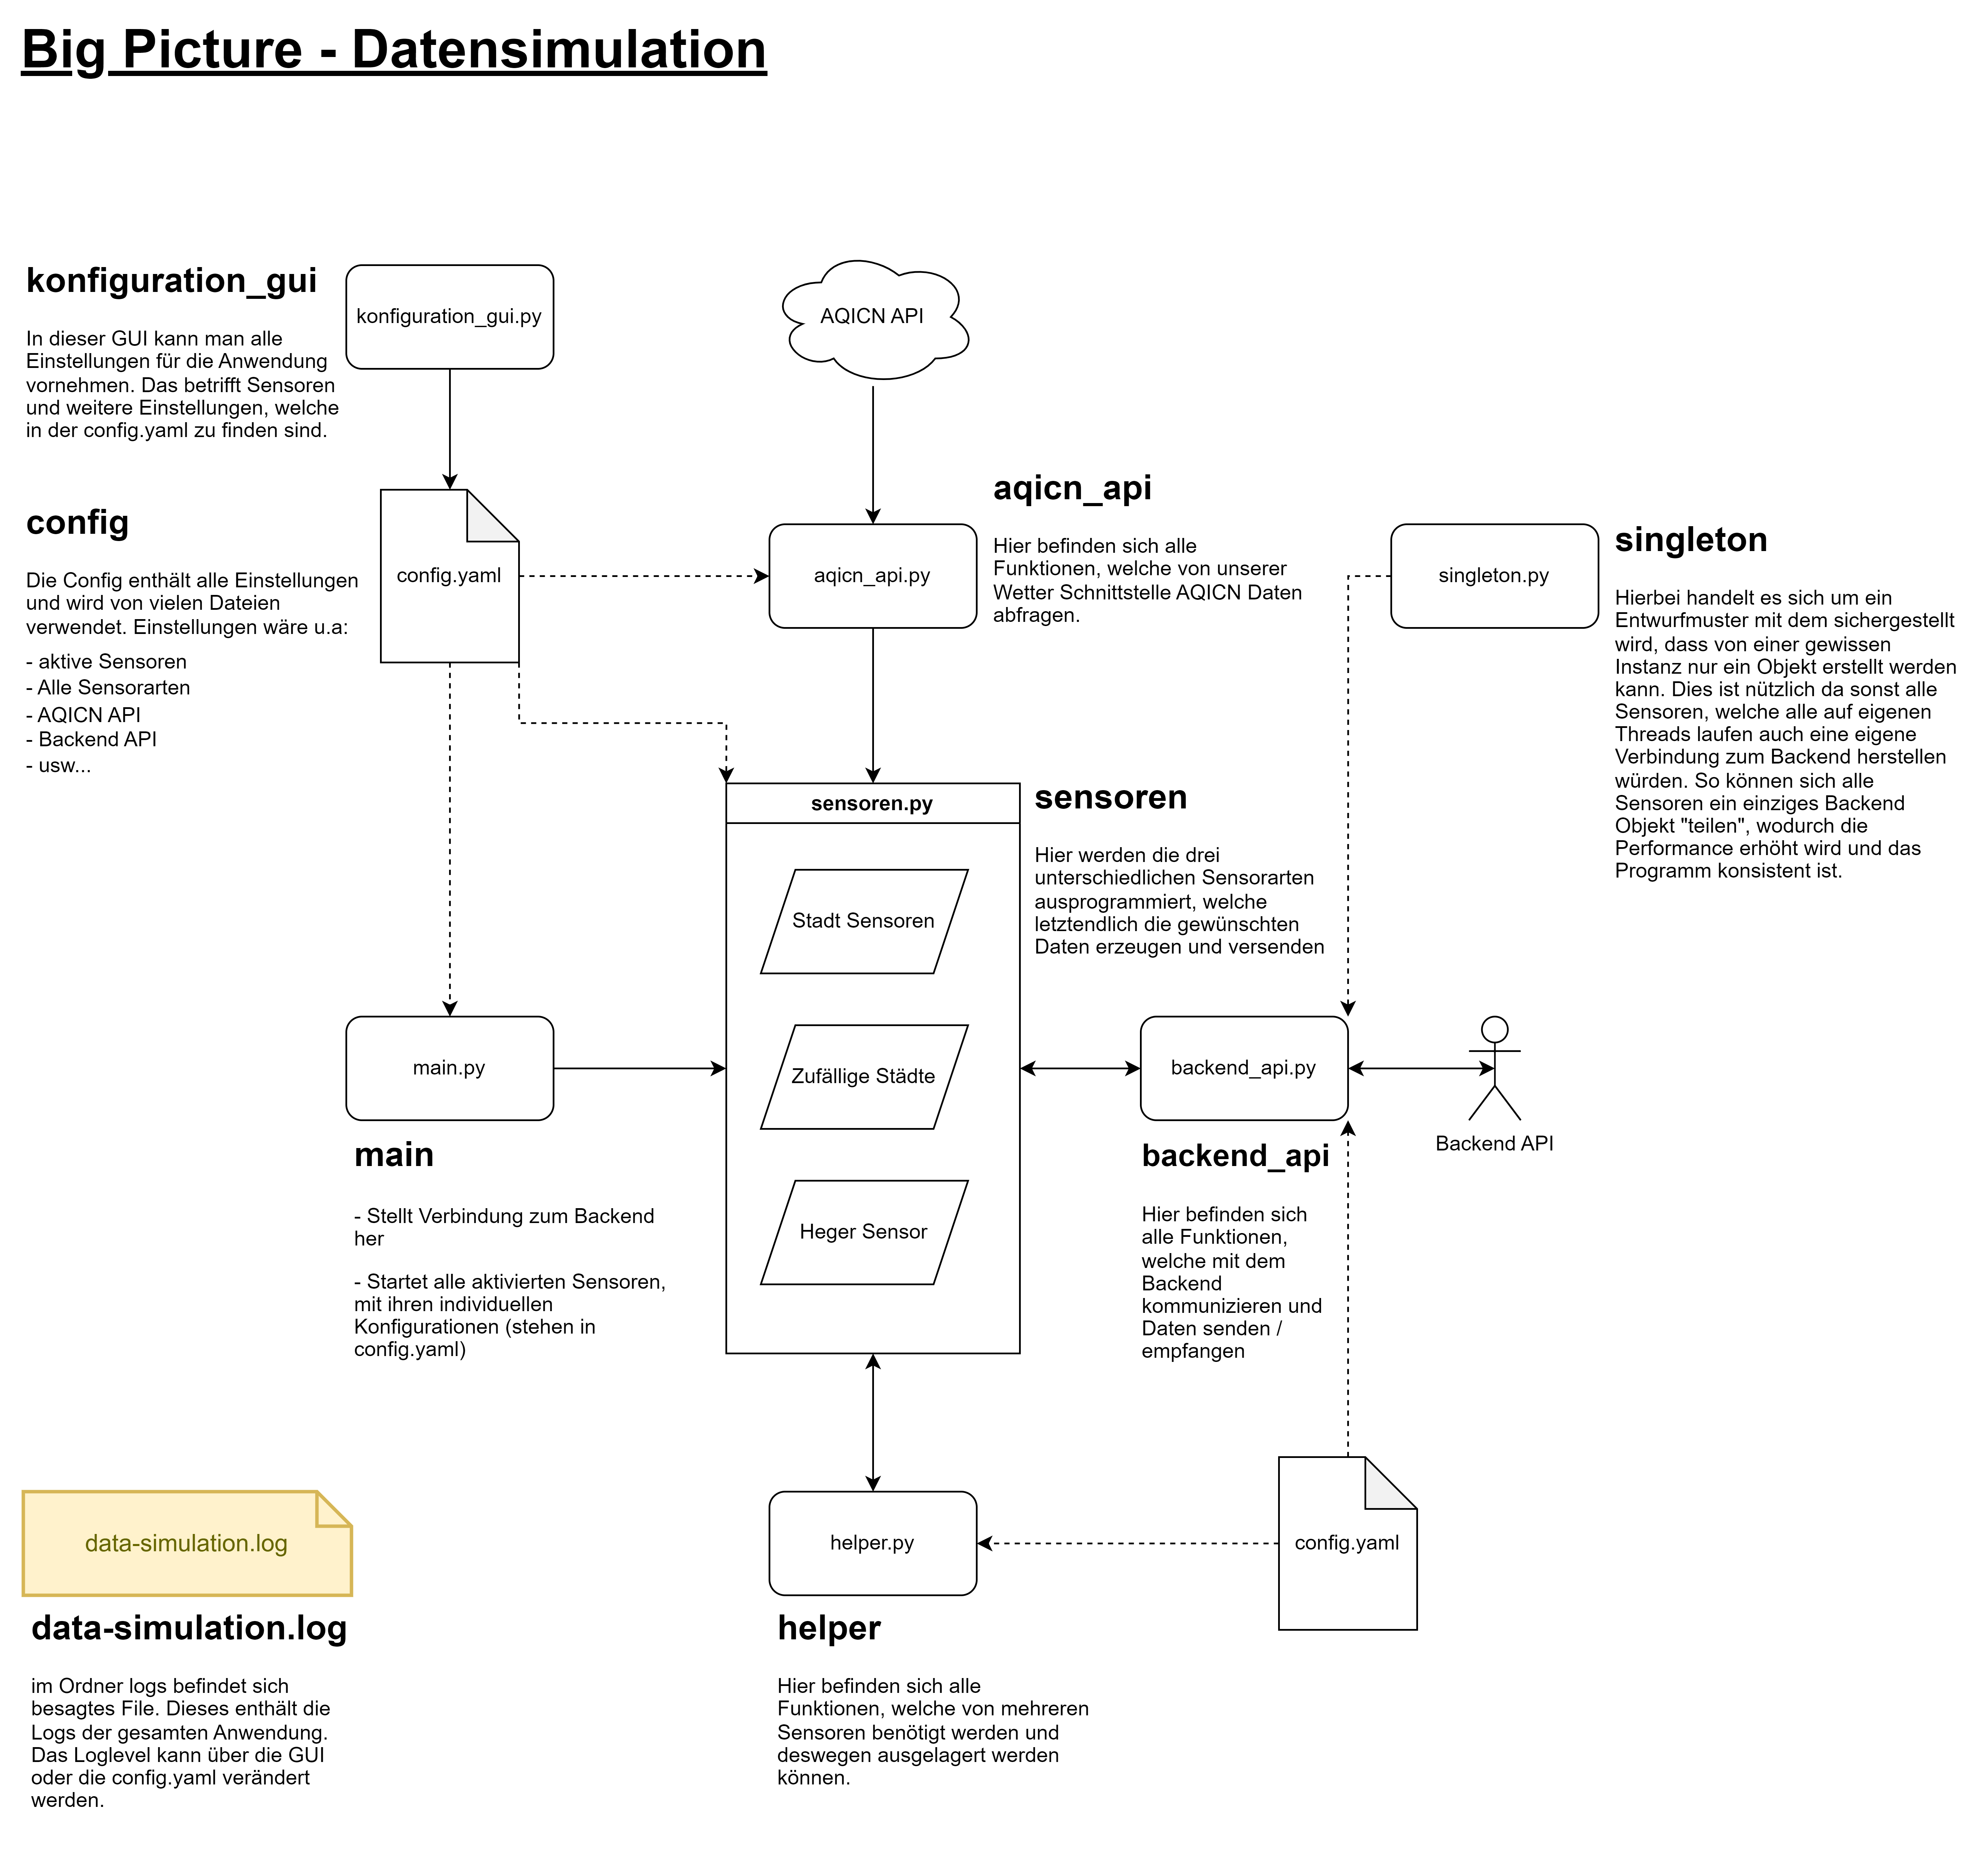 Big Picture - Datensimulation
konfiguration_gui
In dieser GUI kann man alle
Einstellungen für die Anwendung
vornehmen. Das betrifft Sensoren
und weitere Einstellungen, welche
in der config.yaml zu finden sind.
konfiguration_gui.py
AQICN API
config
Die Config enthält alle Einstellungen
und wird von vielen Dateien
verwendet. Einstellungen wäre u.a:
- aktive Sensoren
- Alle Sensorarten
- AQICN API
- Backend API
- usw...
config.yaml
aqicn_api.py
aqicn_api
Hier befinden sich alle
Funktionen, welche von unserer
Wetter Schnittstelle AQICN Daten
abfragen.
singleton.py
singleton
Hierbei handelt es sich um ein
Entwurfmuster mit dem sichergestellt
wird, dass von einer gewissen
Instanz nur ein Objekt erstellt werden
kann. Dies ist nützlich da sonst alle
Sensoren, welche alle auf eigenen
Threads laufen auch eine eigene
Verbindung zum Backend herstellen
würden. So können sich alle
Sensoren ein einziges Backend
Objekt "teilen", wodurch die
Performance erhöht wird und das
Programm konsistent ist.
sensoren.py
Stadt Sensoren
Zufällige Städte
Heger Sensor
sensoren
Hier werden die drei
unterschiedlichen Sensorarten
ausprogrammiert, welche
letztendlich die gewünschten
Daten erzeugen und versenden
main.py
main
- Stellt Verbindung zum Backend
her
- Startet alle aktivierten Sensoren,
mit ihren individuellen
Konfigurationen (stehen in
config.yaml)
backend_api.py
Backend API
backend_api
Hier befinden sich
alle Funktionen,
welche mit dem
Backend
kommunizieren und
Daten senden /
empfangen
data-simulation.log
data-simulation.log
im Ordner logs befindet sich
besagtes File. Dieses enthält die
Logs der gesamten Anwendung.
Das Loglevel kann über die GUI
oder die config.yaml verändert
werden.
helper.py
helper
Hier befinden sich alle
Funktionen, welche von mehreren
Sensoren benötigt werden und
deswegen ausgelagert werden
können.
config.yaml